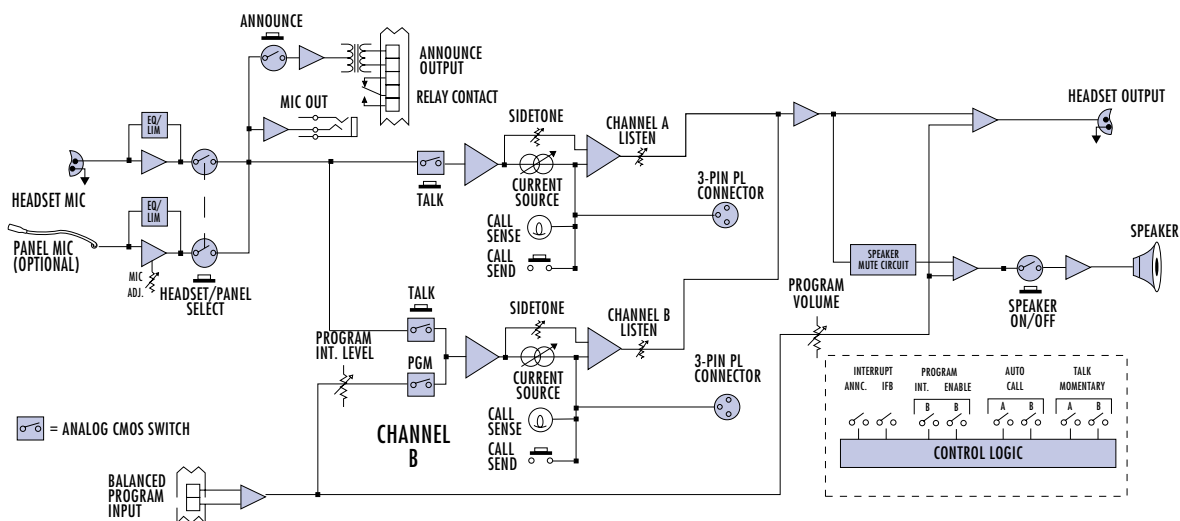 ANNOUNCE
ANNOUNCE
OUTPUT
RELAY CONTACT
MIC OUT
EQ/
LIM
HEADSET MIC
EQ/
LIM
PANEL MIC
(OPTIONAL)
MIC
ADJ.
HEADSET/PANEL
SELECT
TALK
SIDETONE
CURRENT
SOURCE
CHANNEL A
LISTEN
CALL
SENSE
CALL
SEND
3-PIN PL
CONNECTOR
HEADSET OUTPUT
SPEAKER
MUTE CIRCUIT
SPEAKER
ON/OFF
SPEAKER
PROGRAM
VOLUME
TALK
PROGRAM
INT. LEVEL
PGM
SIDETONE
CURRENT
SOURCE
CHANNEL B
LISTEN
CALL
SENSE
CALL
SEND
3-PIN PL
CONNECTOR
CHANNEL
B
= ANALOG CMOS SWITCH
BALANCED
PROGRAM
INPUT
INTERRUPT
ANNC. IFB
PROGRAM
INT. ENABLE
B B
AUTO
CALL
A B
TALK
MOMENTARY
A B
CONTROL LOGIC